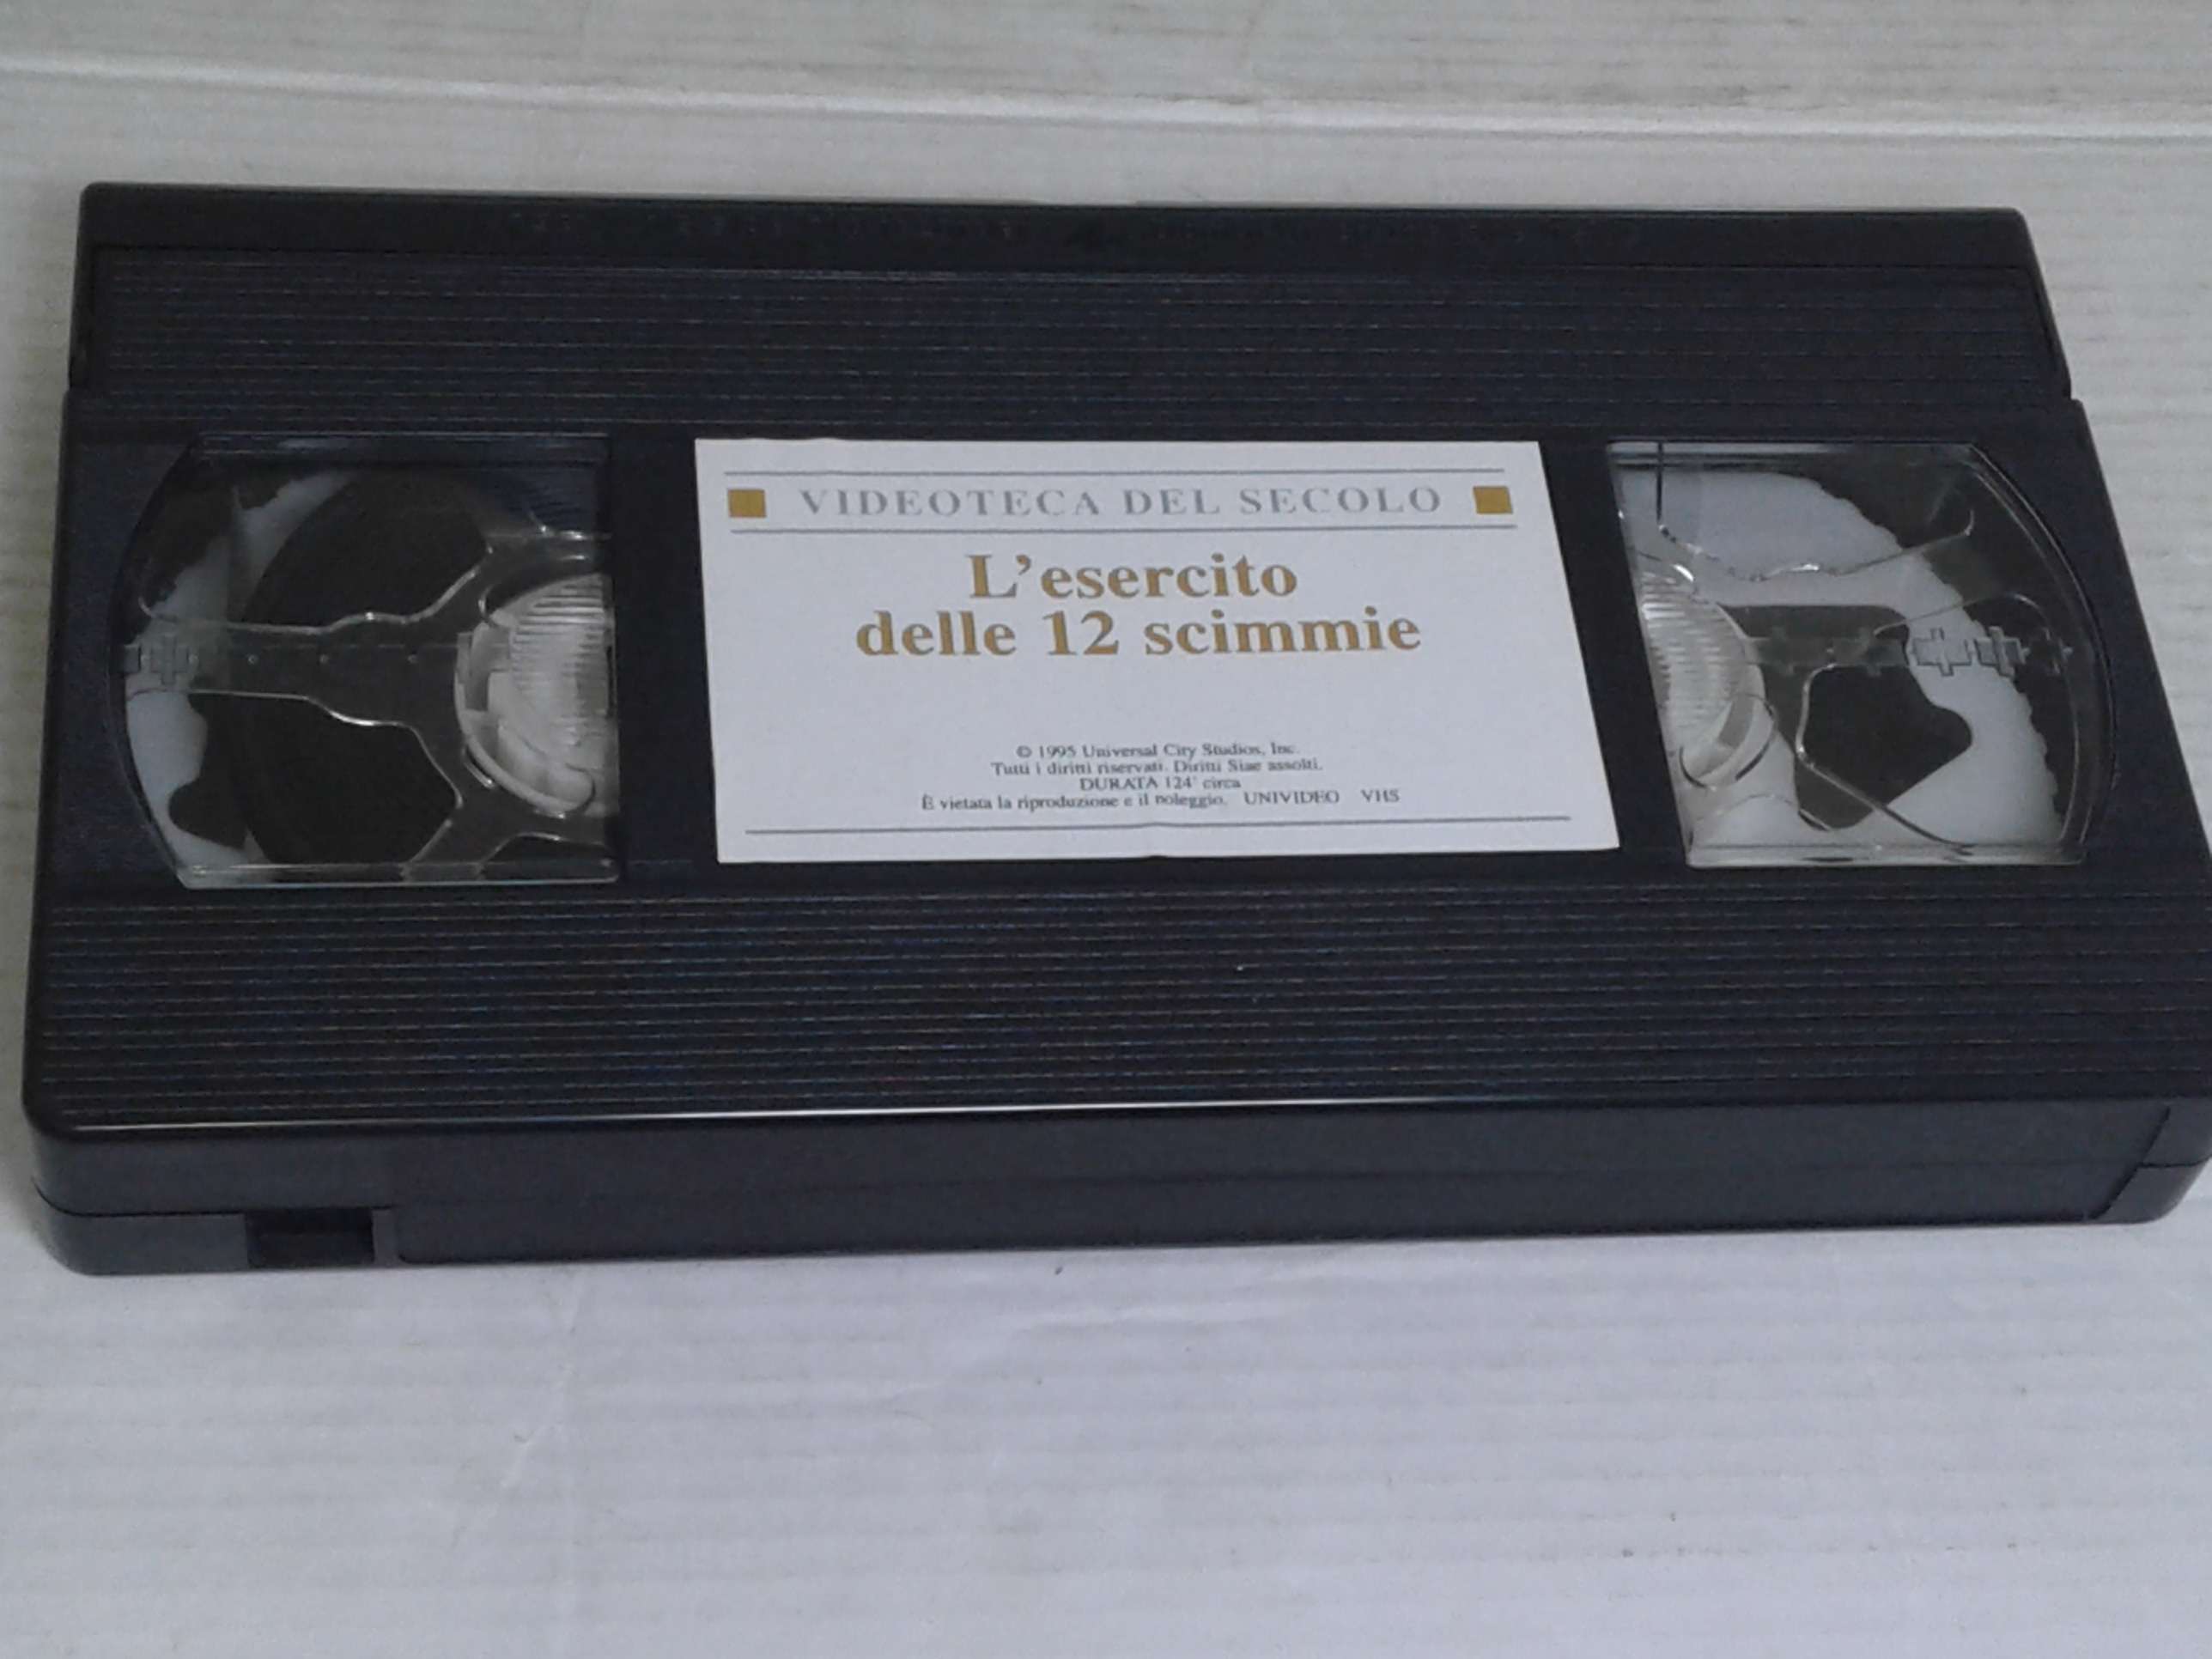 VIDEOTECA DEL SECOLO
L'esercito
delle 12 scimmie
© 1995 Universal City Studios, Inc.
Tutti i diritti riservati. Diritti Siae assolti.
DURATA 124' circa
È vietata la riproduzione e il noleggio. UNIVIDEO VHS